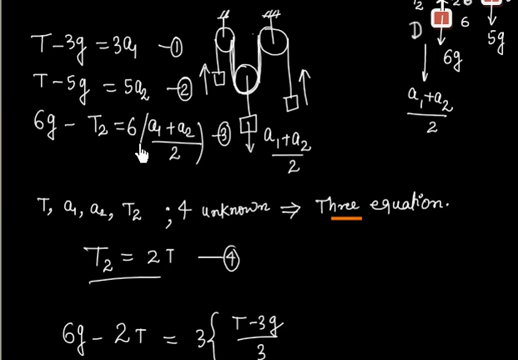 T - 3g = 3a₁ —①
T - 5g = 5a₂ —②
6g - T₂ = 6 (a₁ + a₂ / 2) —③
a₁ + a₂ / 2
1
D
6
6g
5g
a₁ + a₂ / 2
T, a₁, a₂, T₂ ; 4 unknown ⇒ Three equation.
T₂ = 2T —④
6g - 2T = 3 { T - 3g / 3